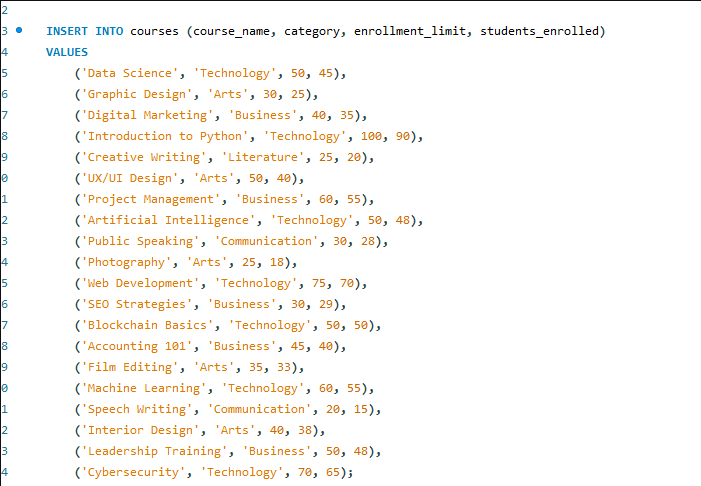 2
3 INSERT INTO courses (course_name, category, enrollment_limit, students_enrolled)
4 VALUES
5 ('Data Science', 'Technology', 50, 45),
6 ('Graphic Design', 'Arts', 30, 25),
7 ('Digital Marketing', 'Business', 40, 35),
8 ('Introduction to Python', 'Technology', 100, 90),
9 ('Creative Writing', 'Literature', 25, 20),
0 ('UX/UI Design', 'Arts', 50, 40),
1 ('Project Management', 'Business', 60, 55),
2 ('Artificial Intelligence', 'Technology', 50, 48),
3 ('Public Speaking', 'Communication', 30, 28),
4 ('Photography', 'Arts', 25, 18),
5 ('Web Development', 'Technology', 75, 70),
6 ('SEO Strategies', 'Business', 30, 29),
7 ('Blockchain Basics', 'Technology', 50, 50),
8 ('Accounting 101', 'Business', 45, 40),
9 ('Film Editing', 'Arts', 35, 33),
0 ('Machine Learning', 'Technology', 60, 55),
1 ('Speech Writing', 'Communication', 20, 15),
2 ('Interior Design', 'Arts', 40, 38),
3 ('Leadership Training', 'Business', 50, 48),
4 ('Cybersecurity', 'Technology', 70, 65);